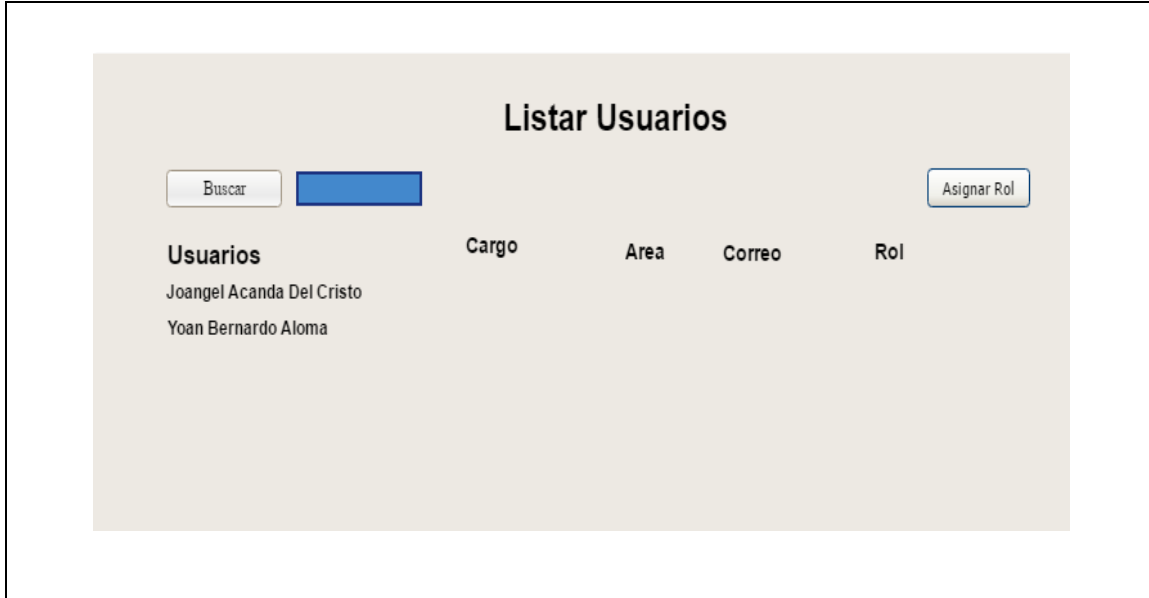 Listar Usuarios
Buscar
Asignar Rol
Usuarios Cargo Area Correo Rol
Joangel Acanda Del Cristo
Yoan Bernardo Aloma